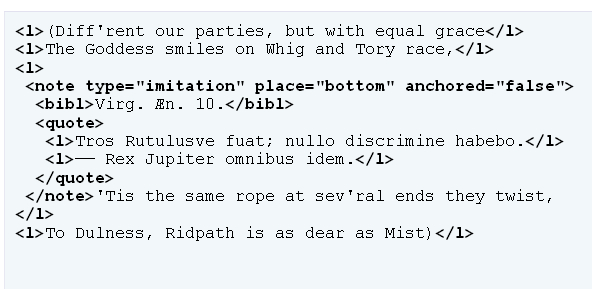 <l>(Diff'rent our parties, but with equal grace</l>
<l>The Goddess smiles on Whig and Tory race,</l>
<l>
<note type="imitation" place="bottom" anchored="false">
<bibl>Virg. Æn. 10.</bibl>
<quote>
<l>Tros Rutulusve fuat; nullo discrimine habebo.</l>
<l>—— Rex Jupiter omnibus idem.</l>
</quote>
</note>'Tis the same rope at sev'ral ends they twist,
</l>
<l>To Dulness, Ridpath is as dear as Mist)</l>